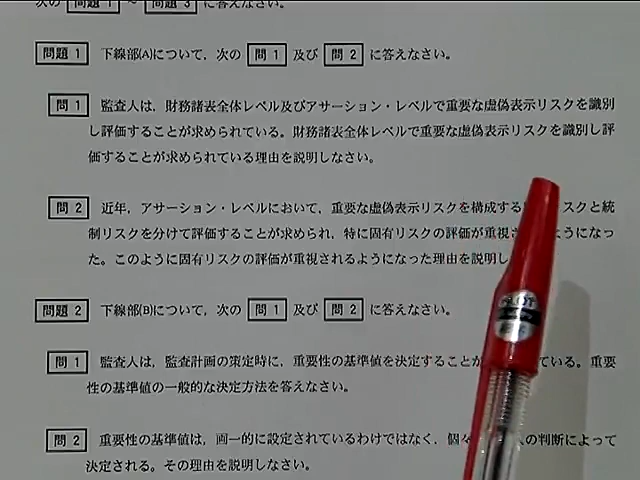 次の 問題 1 ~ 問題 3 に答えなさい。
問題 1 下線部(A)について，次の 問 1 及び 問 2 に答えなさい。
問 1 監査人は，財務諸表全体レベル及びアサーション・レベルで重要な虚偽表示リスクを識別
し評価することが求められている。財務諸表全体レベルで重要な虚偽表示リスクを識別し評
価することが求められている理由を説明しなさい。
問 2 近年，アサーション・レベルにおいて，重要な虚偽表示リスクを構成する スクと統
制リスクを分けて評価することが求められ，特に固有リスクの評価が重視 ようになっ
た。このように固有リスクの評価が重視されるようになった理由を説明し
問題 2 下線部(B)について，次の 問 1 及び 問 2 に答えなさい。
問 1 監査人は，監査計画の策定時に，重要性の基準値を決定すること ている。重要
性の基準値の一般的な決定方法を答えなさい。
問 2 重要性の基準値は，画一的に設定されているわけではなく，個 人の判断によって
決定される。その理由を説明しなさい。
PILOT